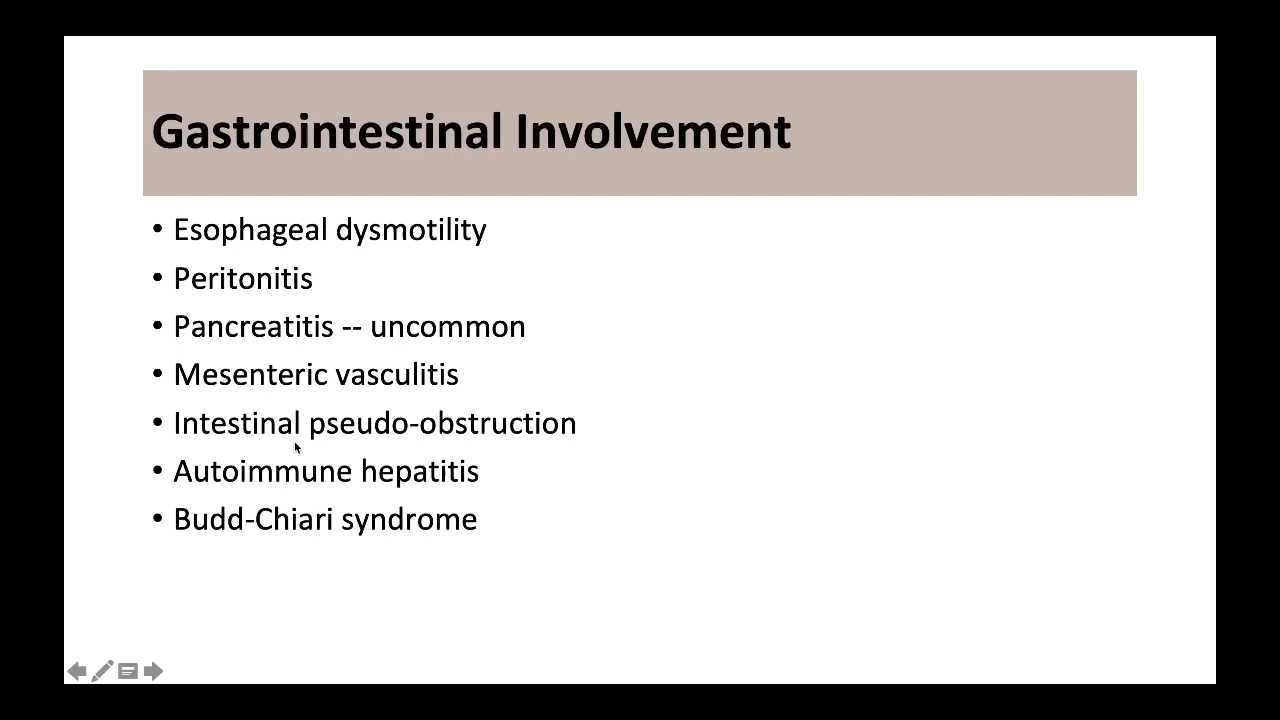 Gastrointestinal Involvement
• Esophageal dysmotility
• Peritonitis
• Pancreatitis -- uncommon
• Mesenteric vasculitis
• Intestinal pseudo-obstruction
• Autoimmune hepatitis
• Budd-Chiari syndrome